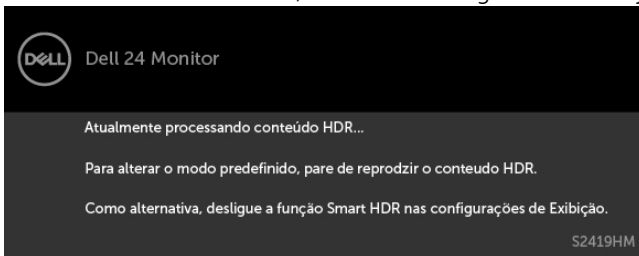 DELL
Dell 24 Monitor
Atualmente processando conteúdo HDR...
Para alterar o modo predefinido, pare de reprodzir o conteudo HDR.
Como alternativa, desligue a função Smart HDR nas configurações de Exibição.
S2419HM